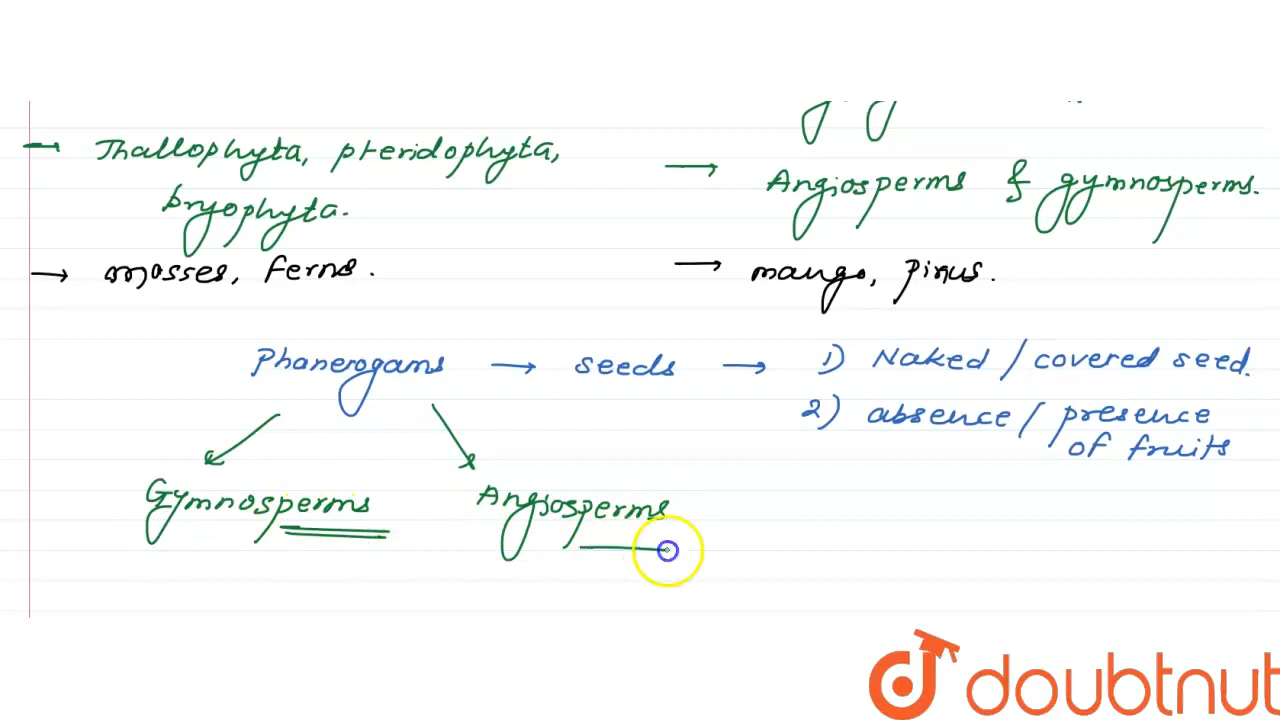 → Thallophyta, pteridophyta,
bryophyta.
→ mosses, Ferns.
→ Angiosperms & gymnosperms.
→ mango, Pinus.
Phanerogams → seeds → 1) Naked / covered seed.
2) absence / presence
of fruits
Gymnosperms Angiosperms
doubtnut